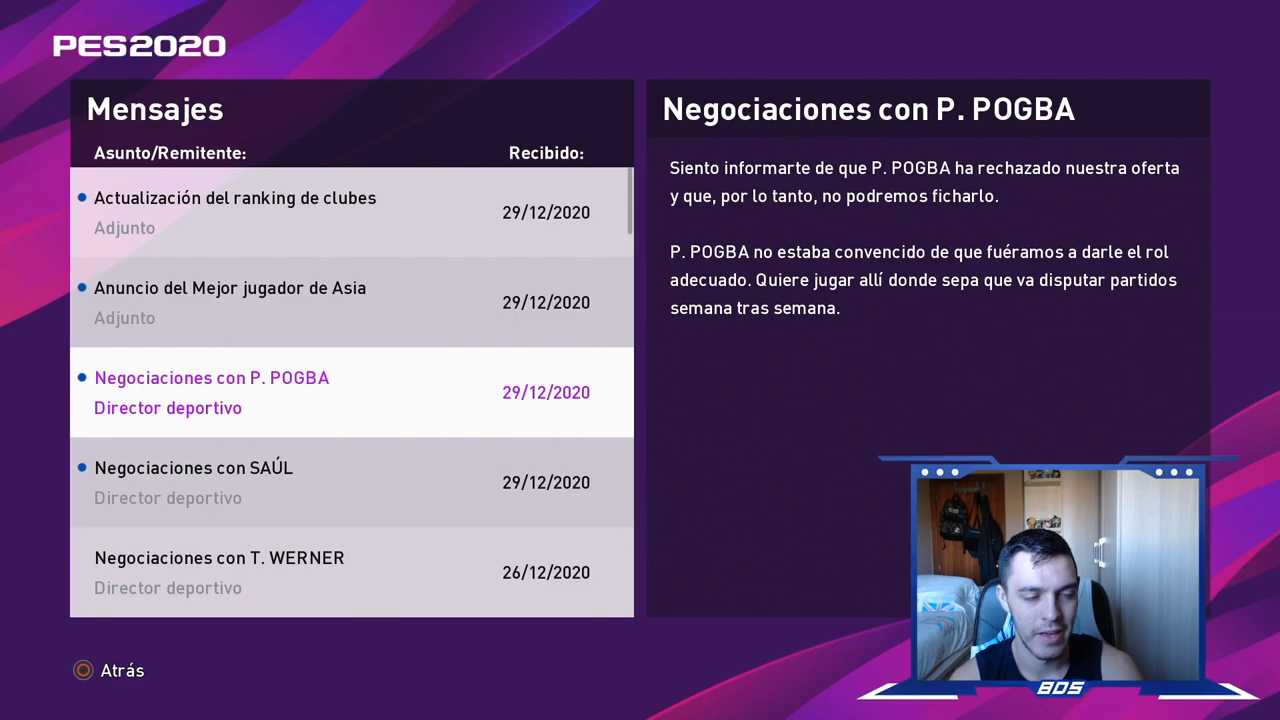 PES2020
Mensajes
Asunto/Remitente: Recibido:
Actualización del ranking de clubes
Adjunto
29/12/2020
Anuncio del Mejor jugador de Asia
Adjunto
29/12/2020
Negociaciones con P. POGBA
Director deportivo
29/12/2020
Negociaciones con SAÚL
Director deportivo
29/12/2020
Negociaciones con T. WERNER
Director deportivo
26/12/2020
Negociaciones con P. POGBA
Siento informarte de que P. POGBA ha rechazado nuestra oferta
y que, por lo tanto, no podremos ficharlo.
P. POGBA no estaba convencido de que fuéramos a darle el rol
adecuado. Quiere jugar allí donde sepa que va disputar partidos
semana tras semana.
Atrás
BDS